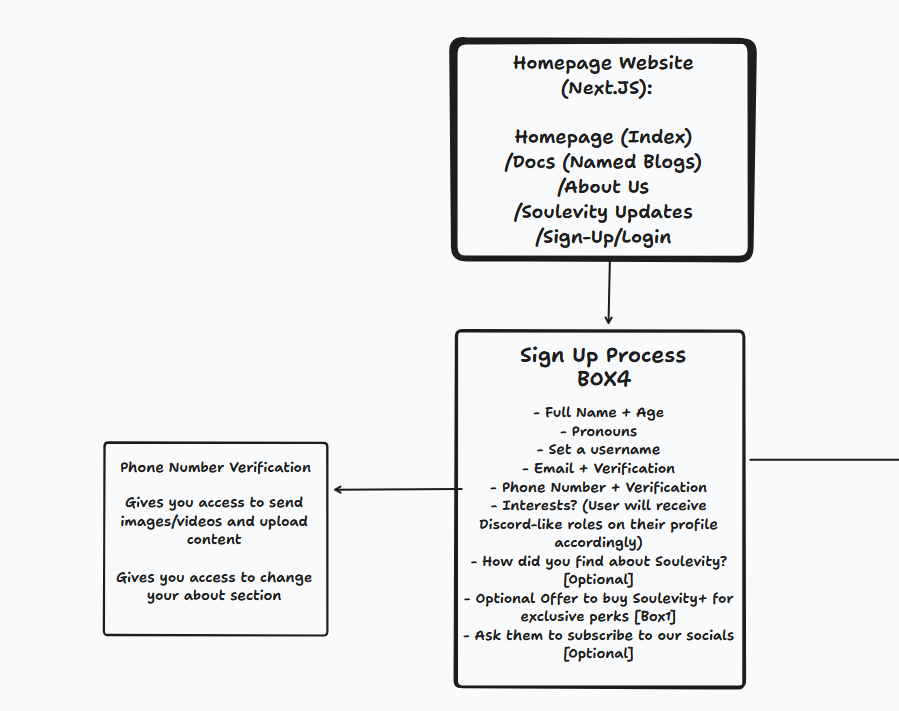 Homepage Website
(Next.JS):
Homepage (Index)
/Docs (Named Blogs)
/About Us
/Soulevity Updates
/Sign-Up/Login
Sign Up Process
BOX4
- Full Name + Age
- Pronouns
- Set a username
- Email + Verification
- Phone Number + Verification
- Interests? (User will receive
Discord-like roles on their profile
accordingly)
- How did you find about Soulevity?
[Optional]
- Optional Offer to buy Soulevity+ for
exclusive perks [Box1]
- Ask them to subscribe to our socials
[Optional]
Phone Number Verification
Gives you access to send
images/videos and upload
content
Gives you access to change
your about section